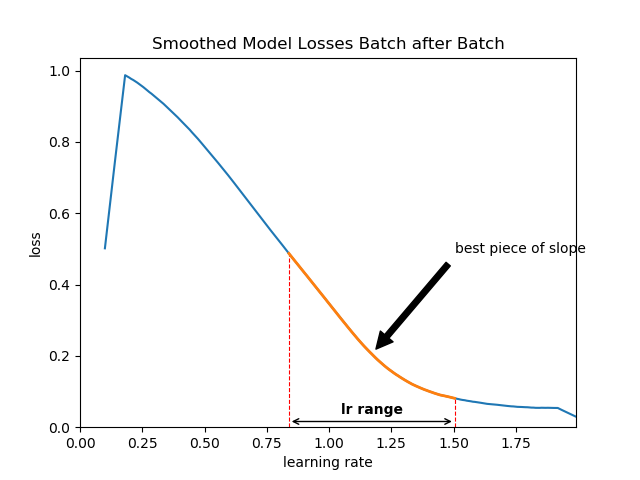 Smoothed Model Losses Batch after Batch
1.0
0.8
0.6
0.4
0.2
0.0
loss
best piece of slope
lr range
0.00 0.25 0.50 0.75 1.00 1.25 1.50 1.75
learning rate